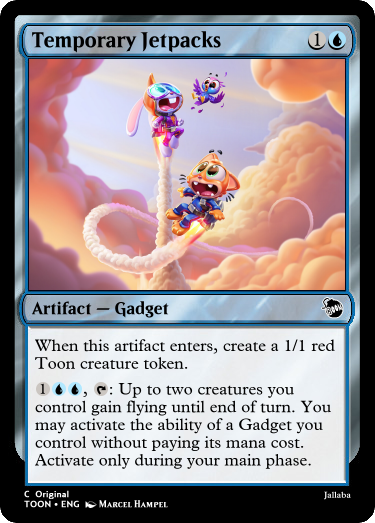 Temporary Jetpacks 1
Artifact — Gadget
When this artifact enters, create a 1/1 red
Toon creature token.
1, : Up to two creatures you
control gain flying until end of turn. You
may activate the ability of a Gadget you
control without paying its mana cost.
Activate only during your main phase.
C Original
TOON • ENG Marcel Hampel
Jallaba